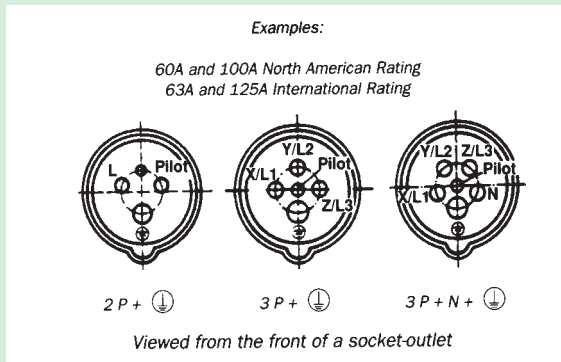 Examples:
60A and 100A North American Rating
63A and 125A International Rating
L Pilot
Y/L2
Pilot
X/L1
Z/L3
Y/L2 Z/L3
Pilot
X/L1 N
2 P + ⏚
3 P + ⏚
3 P + N + ⏚
Viewed from the front of a socket-outlet